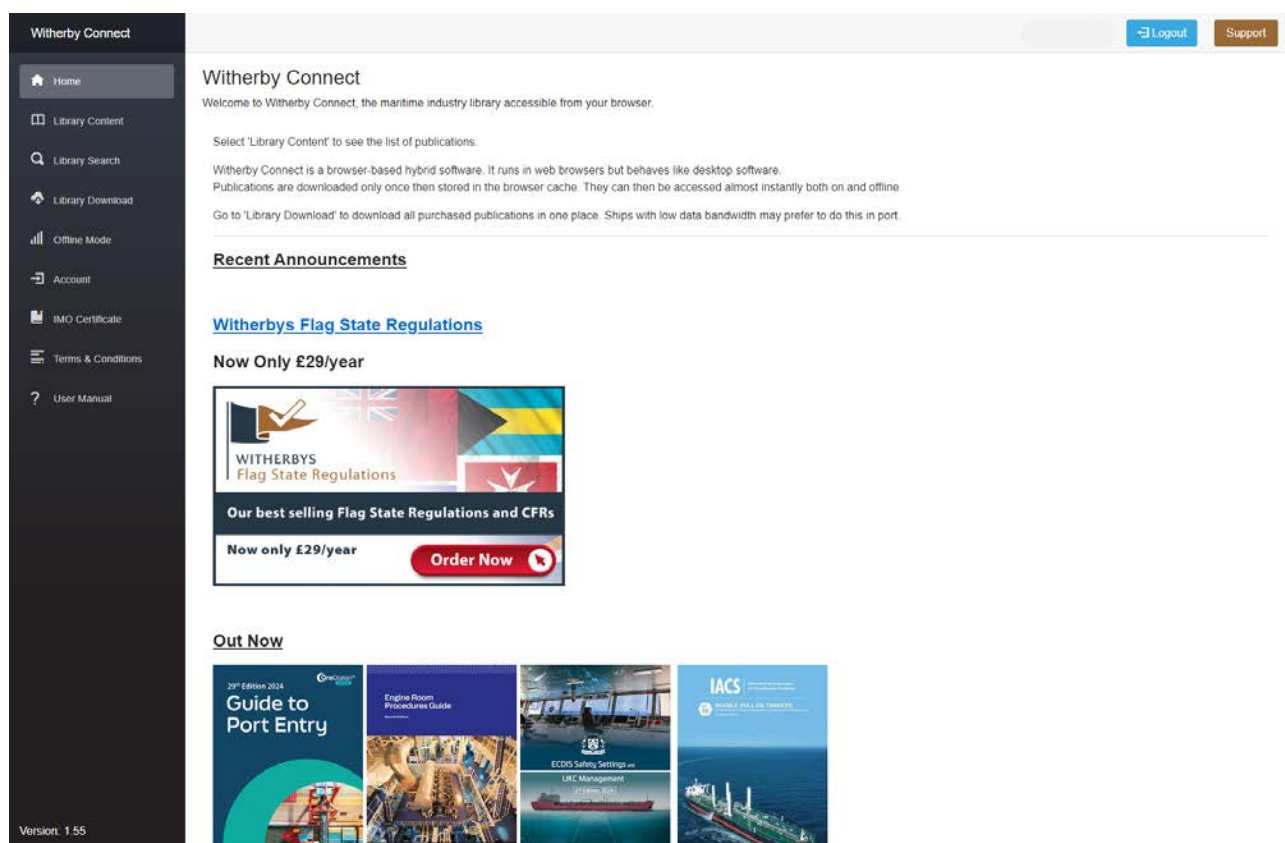 Witherby Connect
Logout
Support
Home
Library Content
Library Search
Library Download
Offline Mode
Account
IMO Certificate
Terms & Conditions
? User Manual
Version: 1.55
Witherby Connect
Welcome to Witherby Connect, the maritime industry library accessible from your browser.
Select 'Library Content' to see the list of publications.
Witherby Connect is a browser-based hybrid software. It runs in web browsers but behaves like desktop software.
Publications are downloaded only once then stored in the browser cache. They can then be accessed almost instantly both on and offline.
Go to 'Library Download' to download all purchased publications in one place. Ships with low data bandwidth may prefer to do this in port.
Recent Announcements
Witherbys Flag State Regulations
Now Only £29/year
WITHERBYS
Flag State Regulations
Our best selling Flag State Regulations and CFRs
Now only £29/year
Order Now
Out Now
29th Edition 2024
OneOcean
Guide to
Port Entry
Engine Room
Procedures Guide
ECDIS Safety Settings and
UKC Management
2nd Edition 2024
IACS
DOUBLE HULL OIL TANKERS